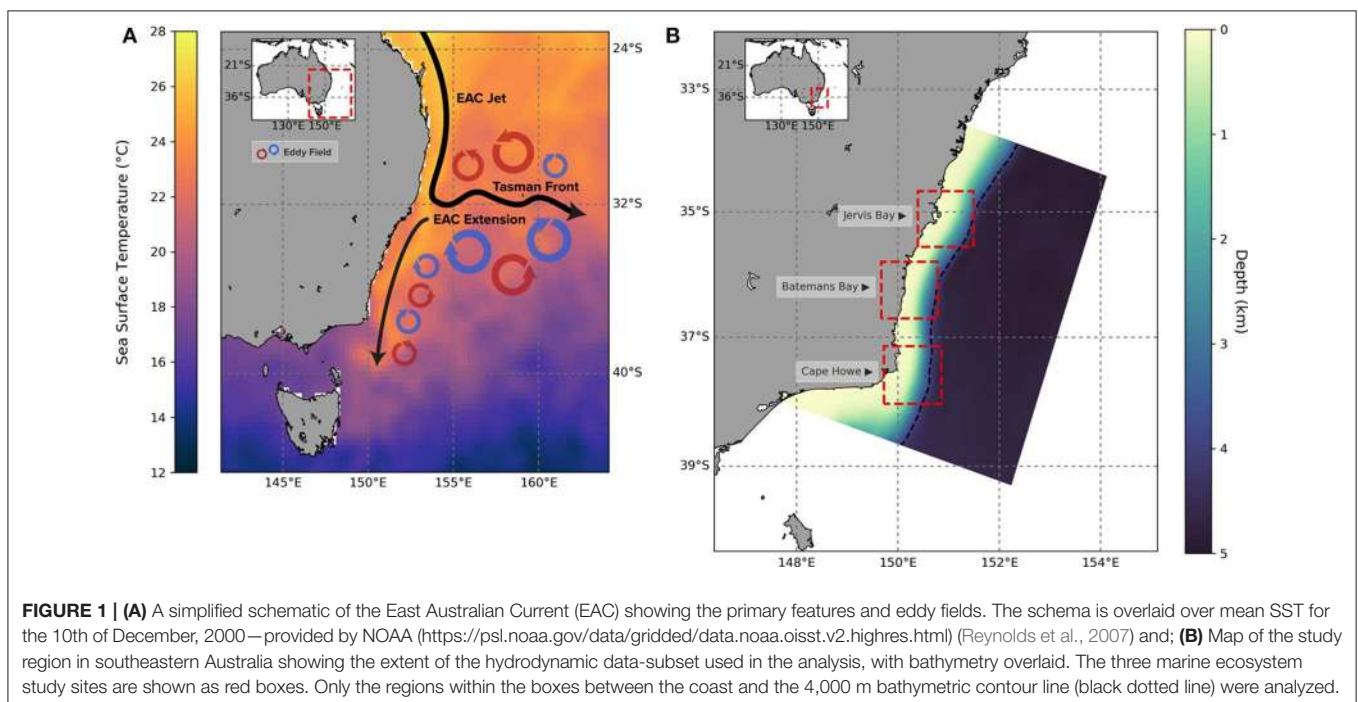 A
28
26
24
22
20
18
16
14
12
Sea Surface Temperature (°C)
21°S
36°S
130°E 150°E
Eddy Field
EAC Jet
Tasman Front
EAC Extension
24°S
32°S
40°S
145°E
150°E
155°E
160°E
B
21°S
36°S
130°E 150°E
33°S
35°S
37°S
39°S
Jervis Bay ▶
Batemans Bay ▶
Cape Howe ▶
148°E
150°E
152°E
154°E
0
1
2
3
4
5
Depth (km)
FIGURE 1 | (A) A simplified schematic of the East Australian Current (EAC) showing the primary features and eddy fields. The schema is overlaid over mean SST for
the 10th of December, 2000—provided by NOAA (https://psl.noaa.gov/data/gridded/data.noaa.oisst.v2.highres.html) (Reynolds et al., 2007) and; (B) Map of the study
region in southeastern Australia showing the extent of the hydrodynamic data-subset used in the analysis, with bathymetry overlaid. The three marine ecosystem
study sites are shown as red boxes. Only the regions within the boxes between the coast and the 4,000 m bathymetric contour line (black dotted line) were analyzed.